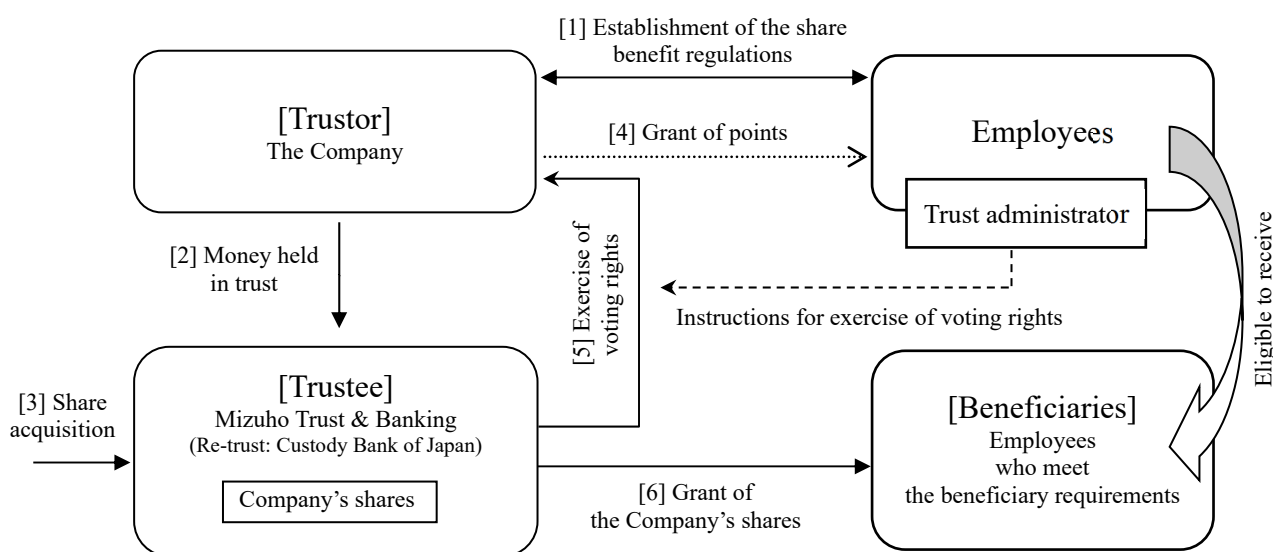 [1] Establishment of the share
benefit regulations
[Trustor]
The Company
[4] Grant of points
Employees
Trust administrator
[2] Money held
in trust
[5] Exercise of
voting rights
Instructions for exercise of voting rights
Eligible to receive
[3] Share
acquisition
[Trustee]
Mizuho Trust & Banking
(Re-trust: Custody Bank of Japan)
Company’s shares
[6] Grant of
the Company’s shares
[Beneficiaries]
Employees
who meet
the beneficiary requirements